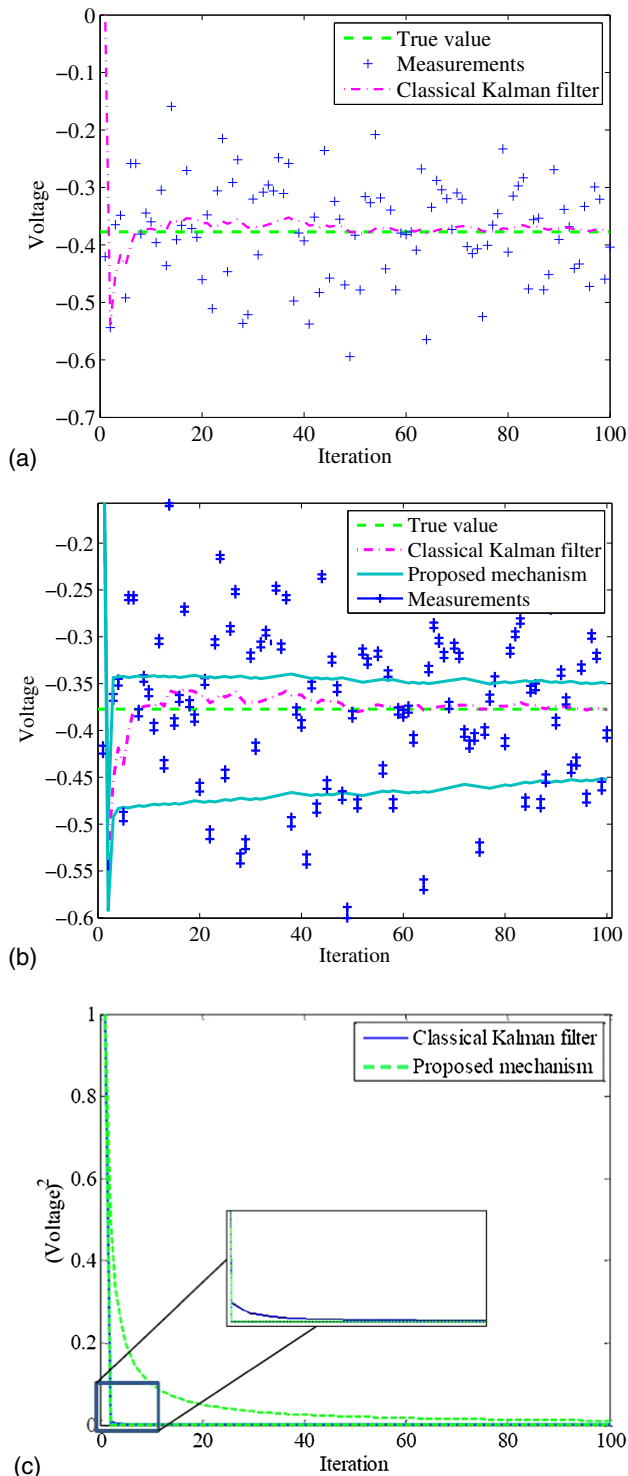 0
−0.1
−0.2
−0.3
−0.4
−0.5
−0.6
−0.7
Voltage
True value
Measurements
Classical Kalman filter
0 20 40 60 80 100
Iteration
(a)
−0.2
−0.25
−0.3
−0.35
−0.4
−0.45
−0.5
−0.55
−0.6
Voltage
True value
Classical Kalman filter
Proposed mechanism
Measurements
0 20 40 60 80 100
Iteration
(b)
1
0.8
0.6
0.4
0.2
0
(Voltage)²
Classical Kalman filter
Proposed mechanism
0 20 40 60 80 100
Iteration
(c)